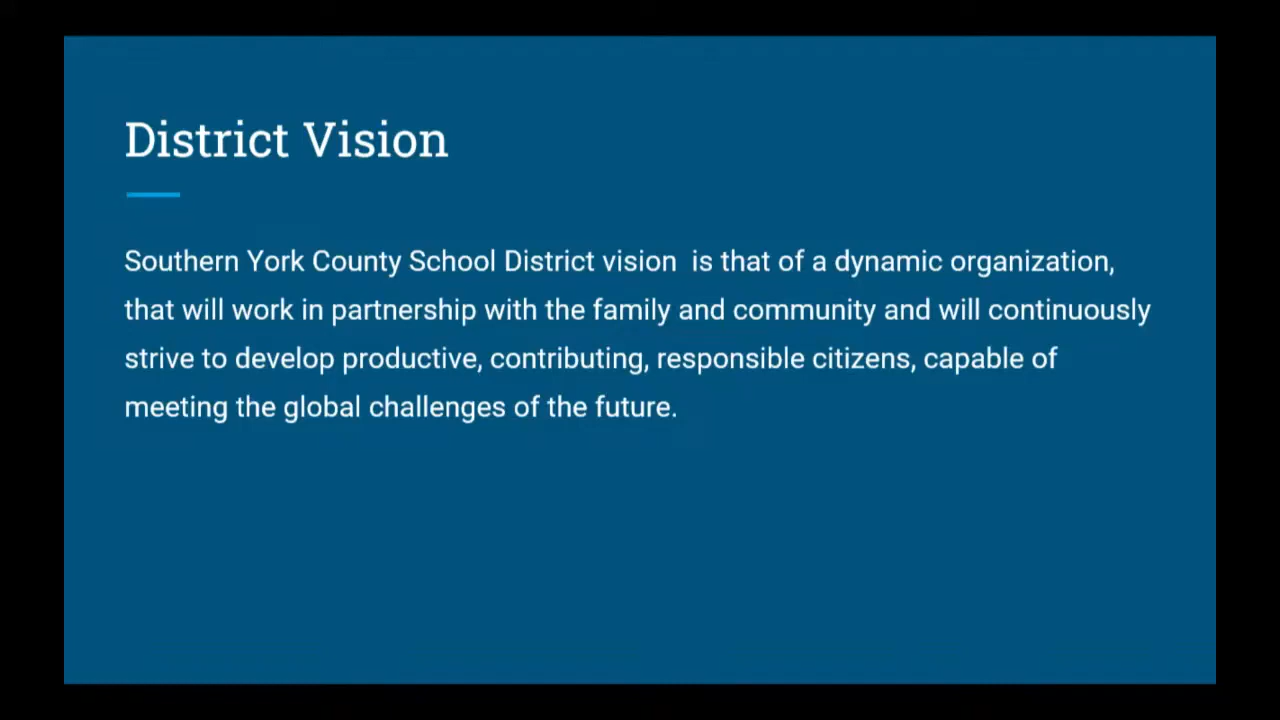 District Vision
Southern York County School District vision  is that of a dynamic organization,
that will work in partnership with the family and community and will continuously
strive to develop productive, contributing, responsible citizens, capable of
meeting the global challenges of the future.